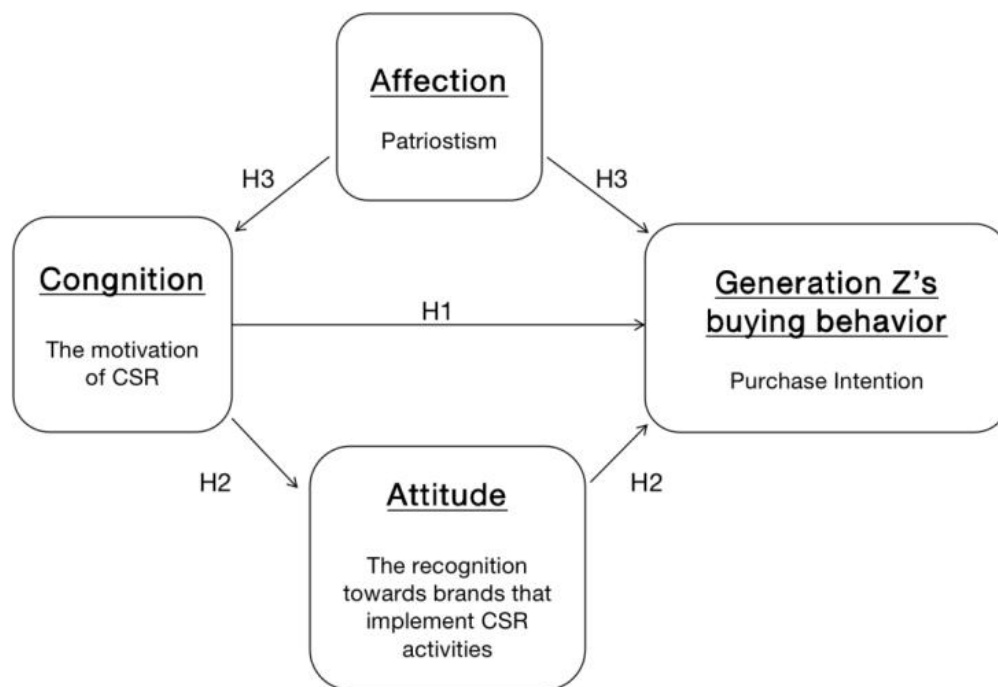 Affection
Patriostism
H3
H3
Congnition
The motivation
of CSR
H1
Generation Z's
buying behavior
Purchase Intention
H2
H2
Attitude
The recognition
towards brands that
implement CSR
activities